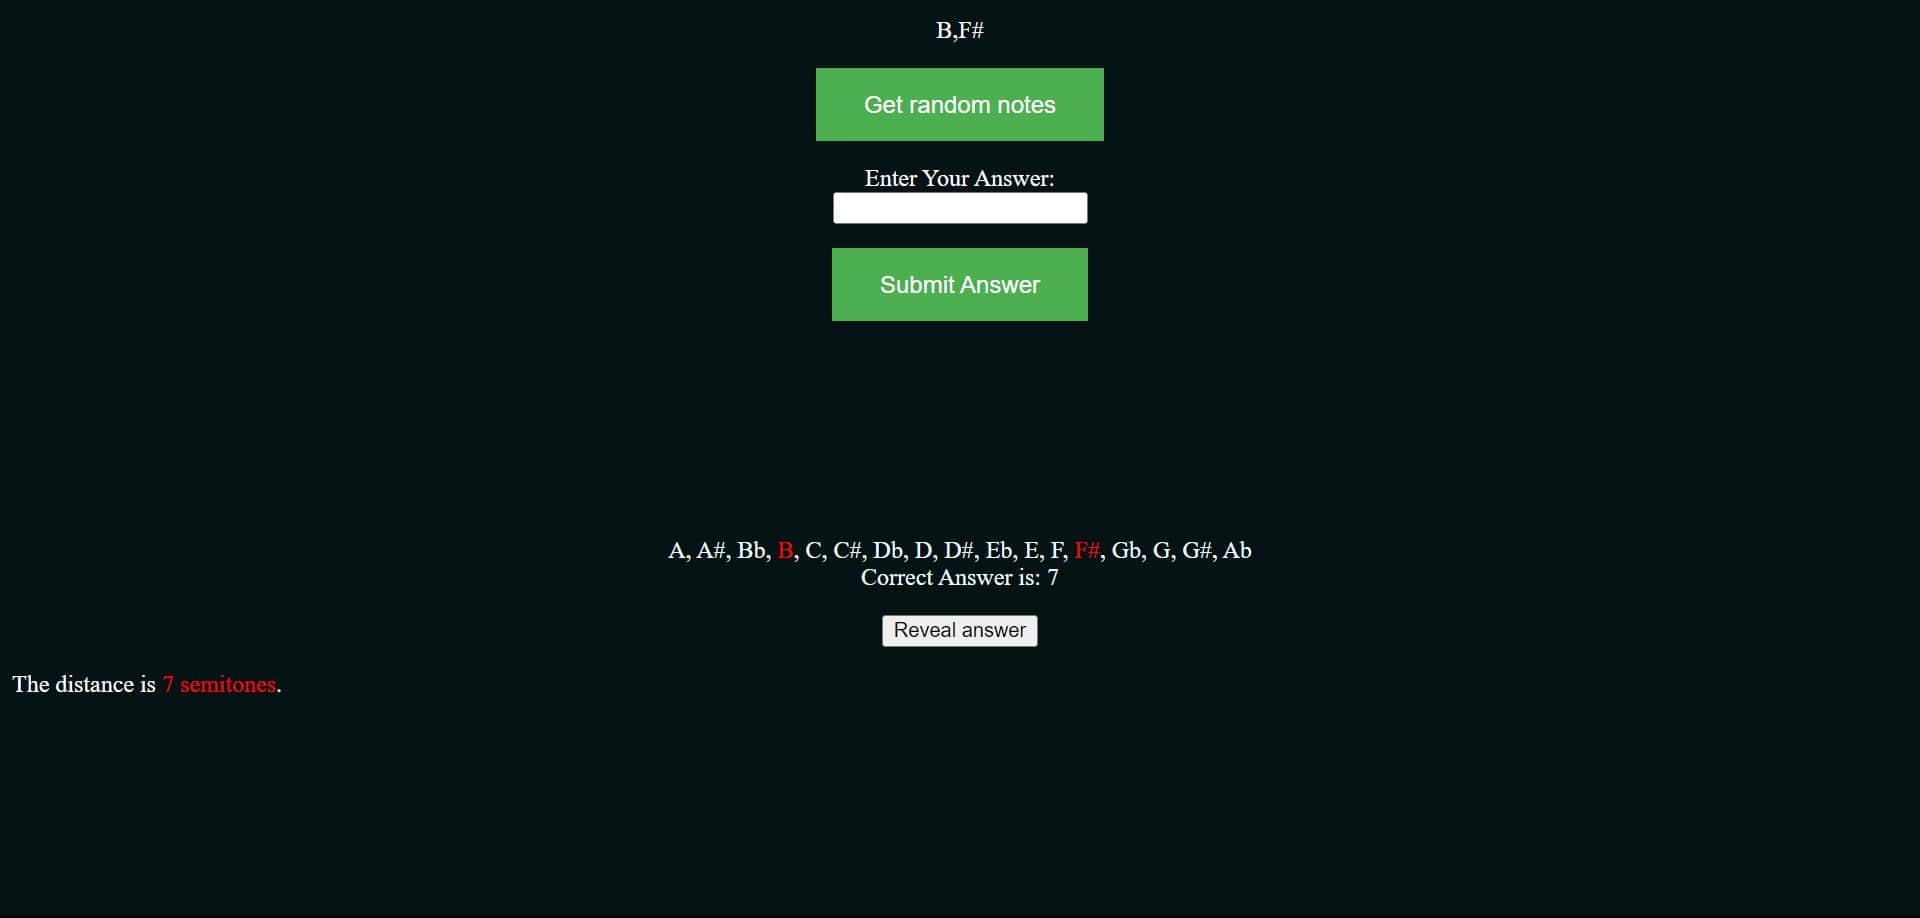 B,F#
Get random notes
Enter Your Answer:
Submit Answer
A, A#, Bb, B, C, C#, Db, D, D#, Eb, E, F, F#, Gb, G, G#, Ab
Correct Answer is: 7
Reveal answer
The distance is 7 semitones.